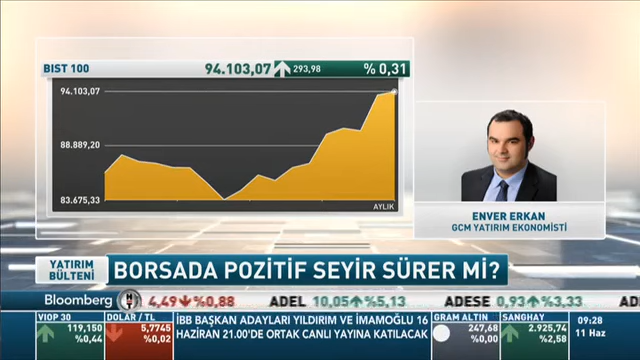 BIST 100 94.103,07 293,98 % 0,31
94.103,07
88.889,20
83.675,33
AYLIK
ENVER ERKAN
GCM YATIRIM EKONOMİSTİ
YATIRIM
BÜLTENİ
BORSADA POZİTİF SEYİR SÜRER Mİ?
Bloomberg HT 4,49 %0,88 ADEL 10,05 %5,13 ADESE 0,93 %3,33
VIOP 30
119,150
%0,44
DOLAR / TL
5,7745
%0,02
İBB BAŞKAN ADAYLARI YILDIRIM VE İMAMOĞLU 16
HAZİRAN 21.00'DE ORTAK CANLI YAYINA KATILACAK
GRAM ALTIN
247,68
%0,00
SANGHAY
2.925,74
%2,58
09:28
11 Haz